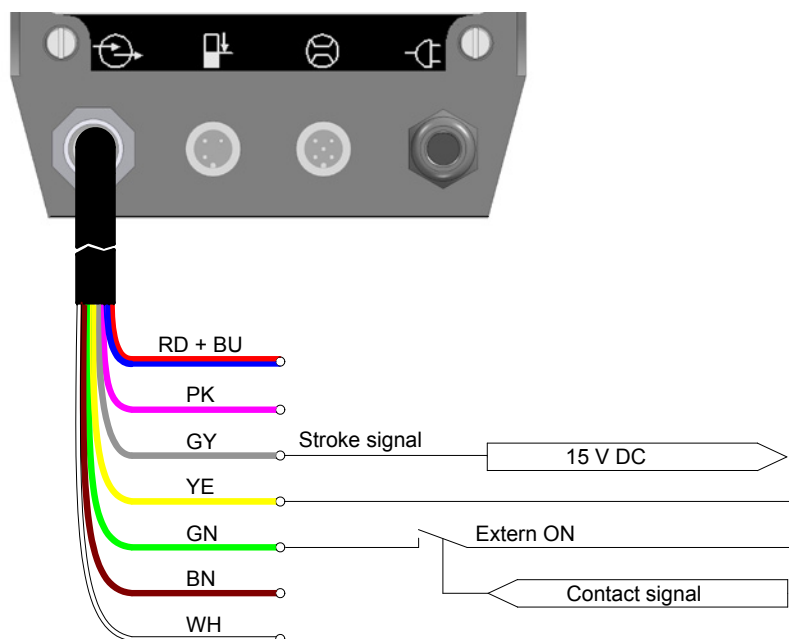 RD + BU
PK
GY Stroke signal 15 V DC
YE
GN Extern ON
BN Contact signal
WH